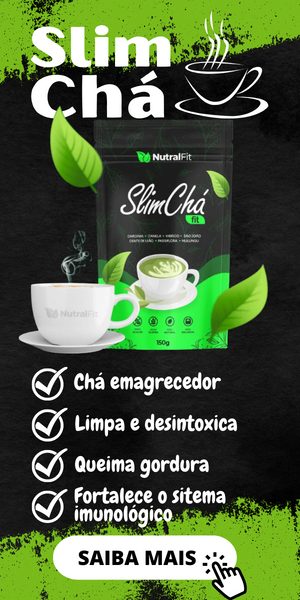 Slim
Chá
NutralFit
SlimChá
fit
NutralFit
150g
Chá emagrecedor
Limpa e desintoxica
Queima gordura
Fortalece o sitema
imunológico
SAIBA MAIS